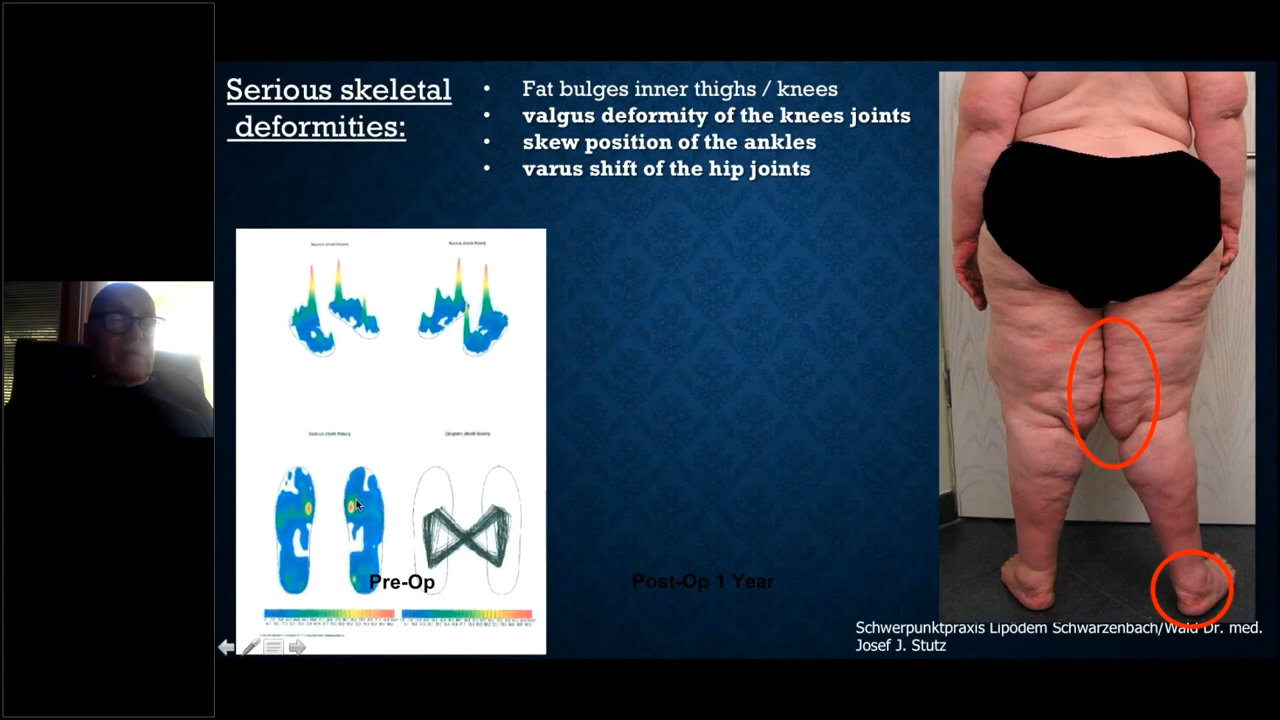 Serious skeletal
deformities:
• Fat bulges inner thighs / knees
• valgus deformity of the knees joints
• skew position of the ankles
• varus shift of the hip joints
Pre-Op
Post-Op 1 Year
Schwerpunktpraxis Lipödem Schwarzenbach/Wald Dr. med.
Josef J. Stutz